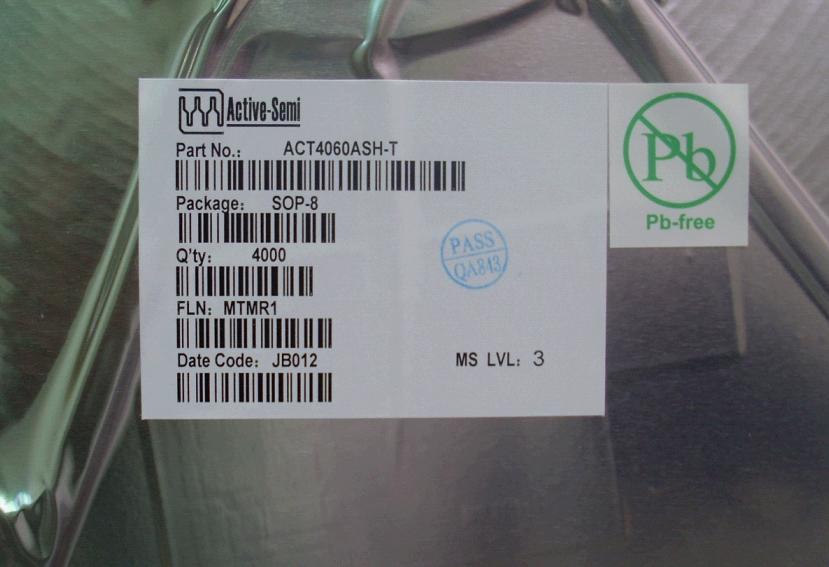 Active-Semi
Part No.: ACT4060ASH-T
Package: SOP-8
Q'ty: 4000
FLN: MTMR1
Date Code: JB012
MS LVL: 3
PASS
QA843
Pb
Pb-free